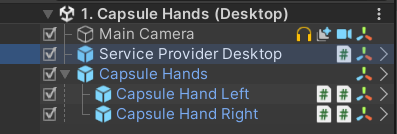 1. Capsule Hands (Desktop)
Main Camera
Service Provider Desktop
Capsule Hands
Capsule Hand Left
Capsule Hand Right